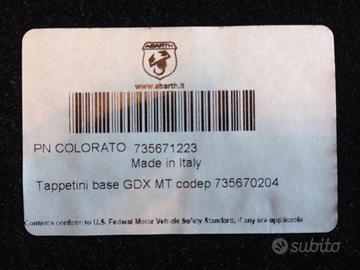 ABARTH
www.abarth.it
PN COLORATO 735671223
Made in Italy
Tappetini base GDX MT codep 735670204
Contents conform to U.S. Federal Motor Vehicle Safety Standard, if any are applicable
subito